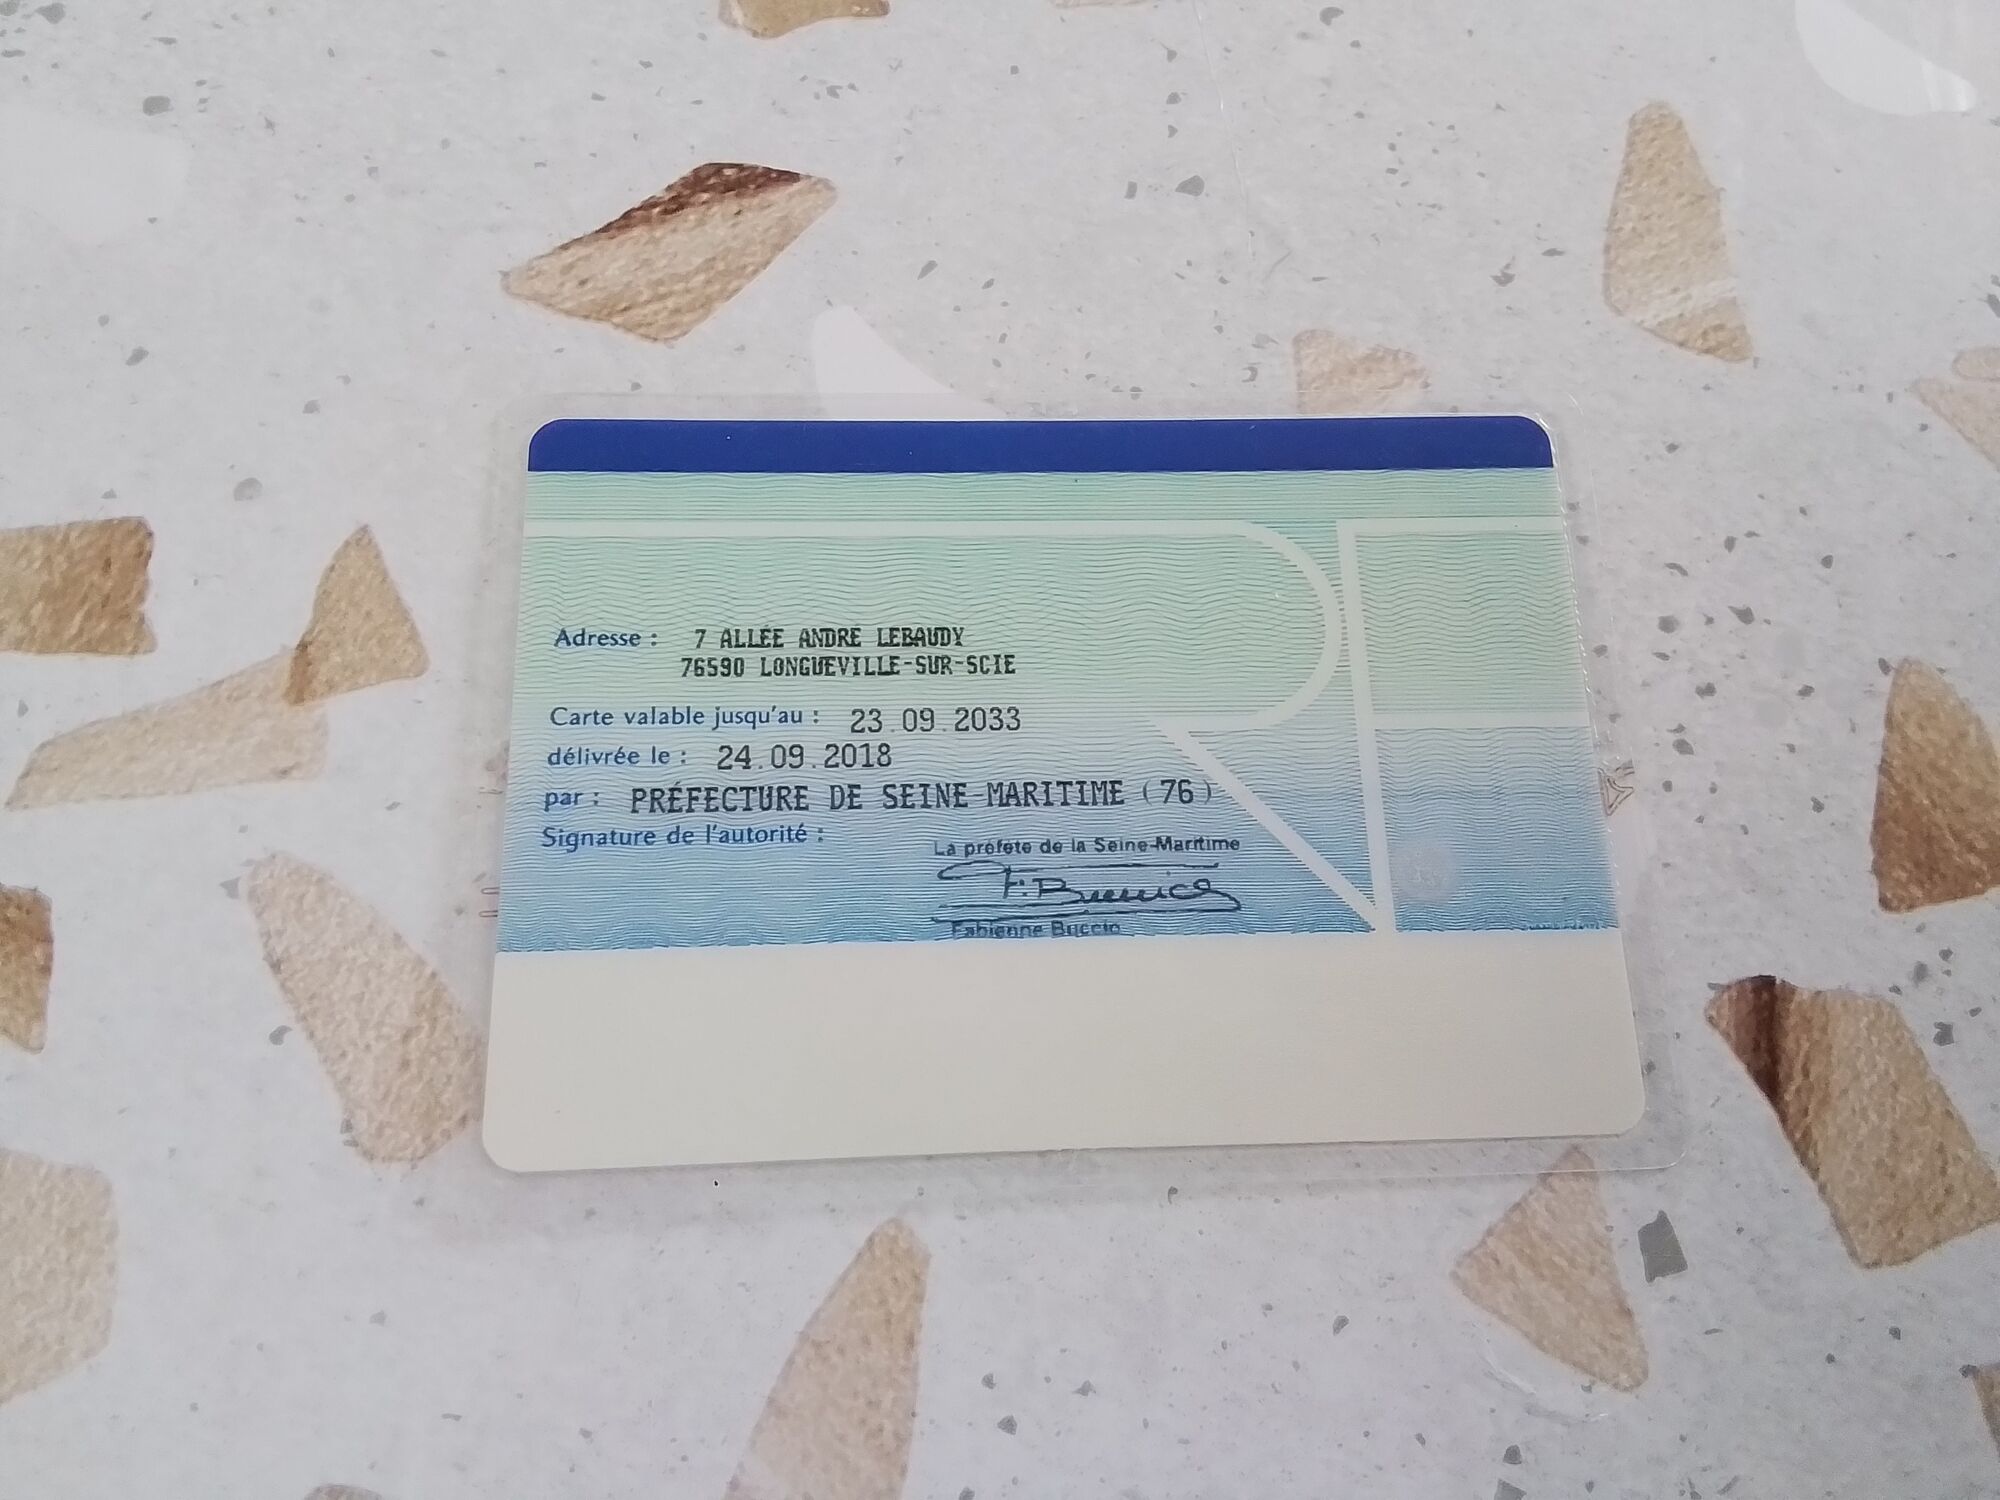 Adresse : 7 ALLÉE ANDRE LEBAUDY
76590 LONGUEVILLE-SUR-SCIE
Carte valable jusqu'au : 23.09.2033
délivrée le : 24.09.2018
par : PRÉFECTURE DE SEINE-MARITIME (76)
Signature de l'autorité :
La préfète de la Seine-Maritime
Fabienne Buccio